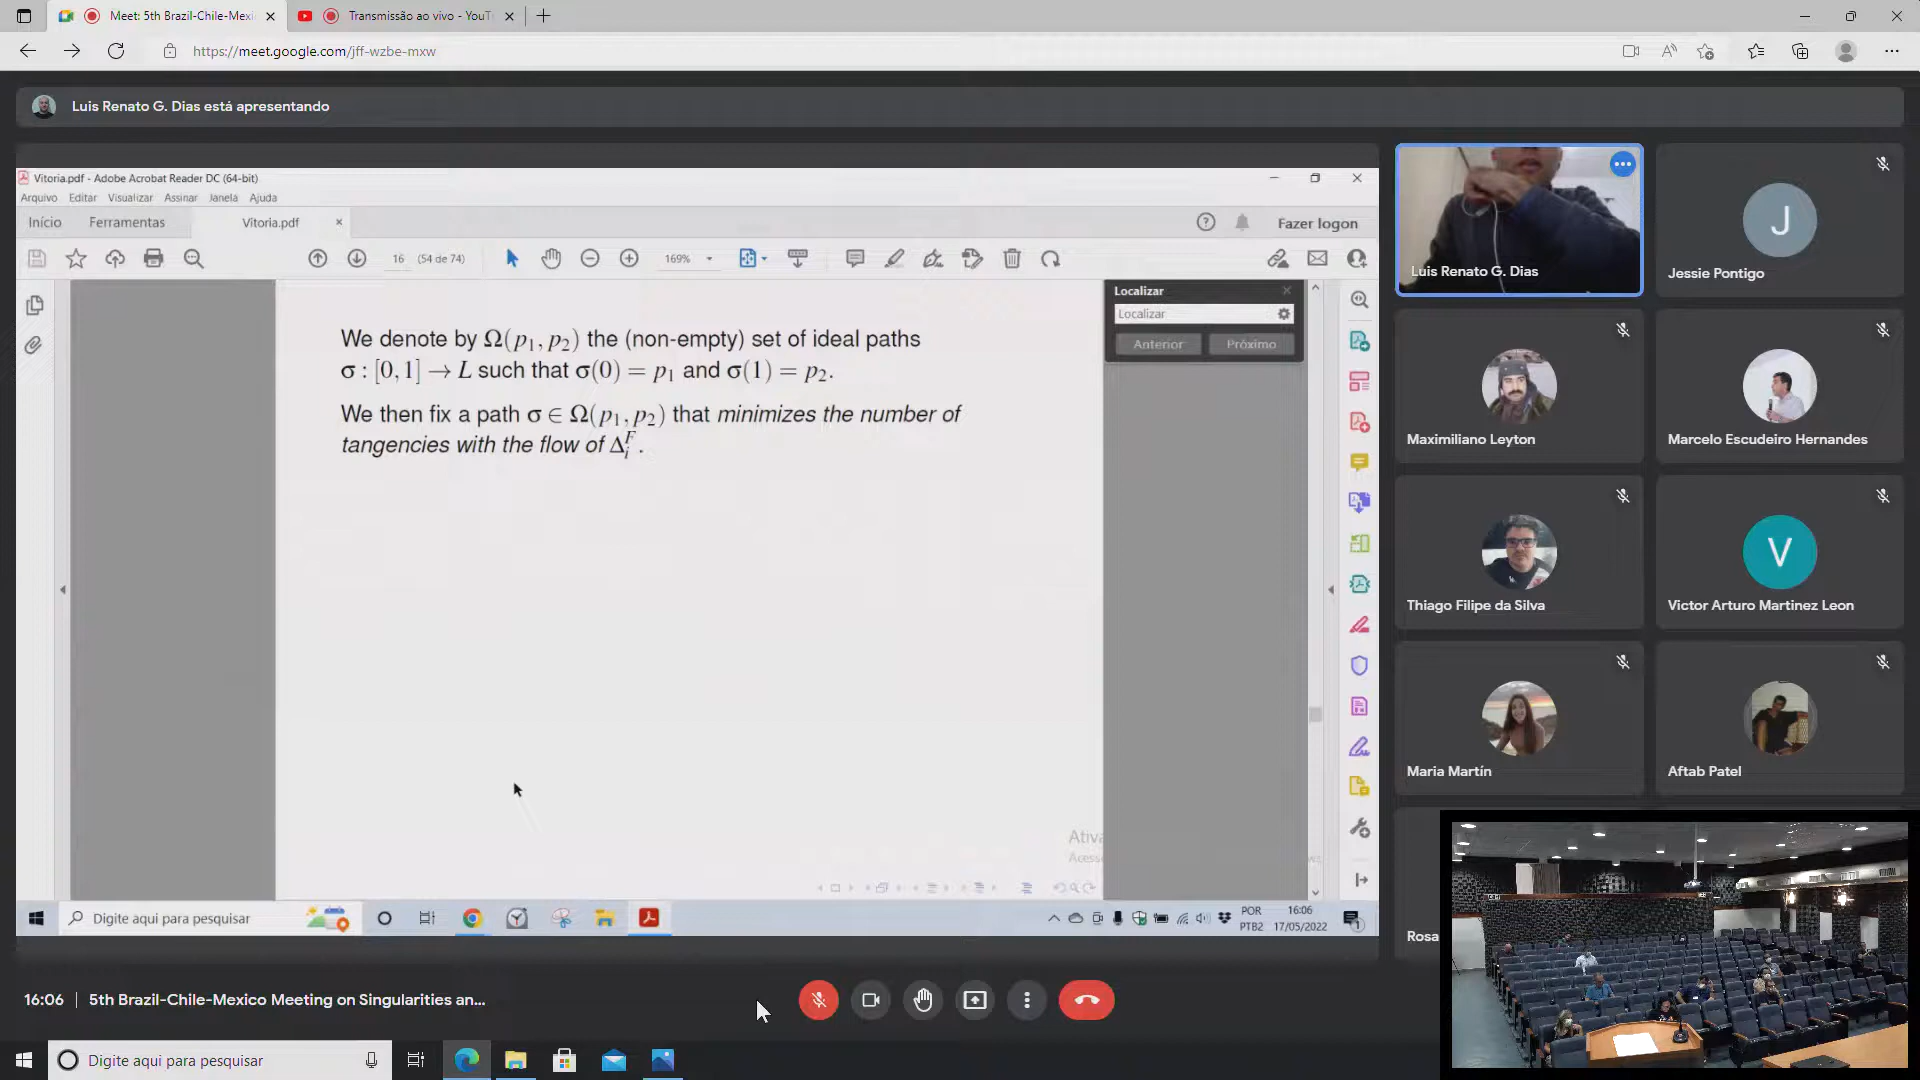 Meet: 5th Brazil-Chile-Mexi
Transmissão ao vivo - YouT
https://meet.google.com/jff-wzbe-mxw
Luis Renato G. Dias está apresentando
Vitoria.pdf - Adobe Acrobat Reader DC (64-bit)
Arquivo Editar Visualizar Assinar Janela Ajuda
Início Ferramentas Vitoria.pdf Fazer logon
16 (54 de 74) 169%
Localizar
Localizar
Anterior Próximo
We denote by Ω(p₁, p₂) the (non-empty) set of ideal paths
σ : [0, 1] → L such that σ(0) = p₁ and σ(1) = p₂.
We then fix a path σ ∈ Ω(p₁, p₂) that minimizes the number of
tangencies with the flow of Δᵢᶠ.
Ativa
Acess
Digite aqui para pesquisar
POR
PTB2
16:06
17/05/2022
Luis Renato G. Dias
J
Jessie Pontigo
Maximiliano Leyton
Marcelo Escudeiro Hernandes
Thiago Filipe da Silva
V
Victor Arturo Martinez Leon
Maria Martín
Aftab Patel
Rosa
16:06 | 5th Brazil-Chile-Mexico Meeting on Singularities an...
Digite aqui para pesquisar